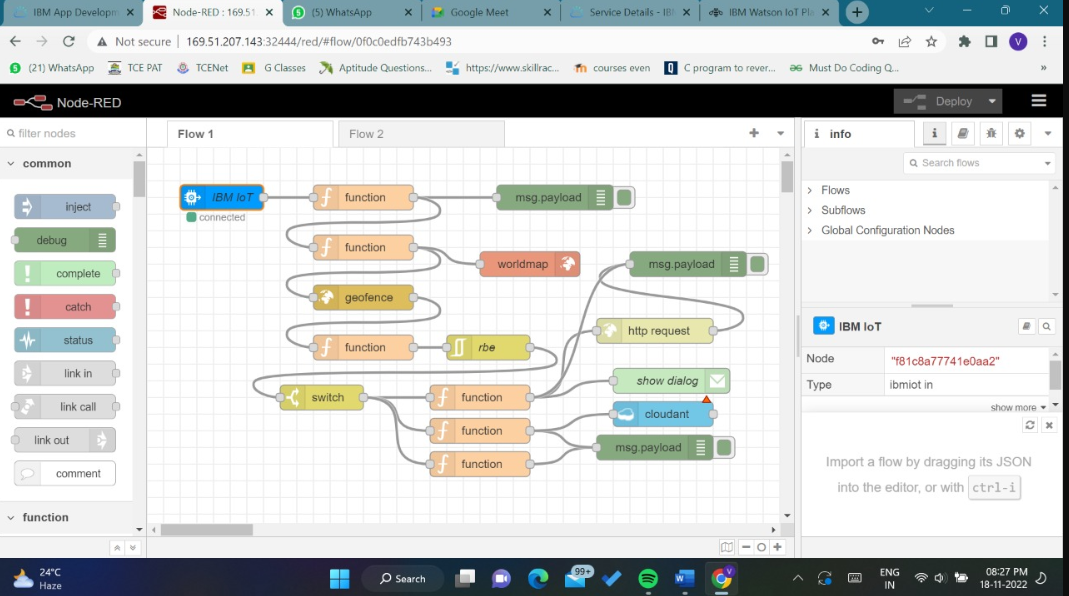 IBM App Developm
Node-RED : 169.51
(5) WhatsApp
Google Meet
Service Details - IB
IBM Watson IoT Pla
Not secure | 169.51.207.143:32444/red/#flow/0f0c0edfb743b493
V
(21) WhatsApp
TCE PAT
TCENet
G Classes
Aptitude Questions...
https://www.skillrac...
courses even
C program to rever...
Must Do Coding Q...
Node-RED
Deploy
filter nodes
Flow 1
Flow 2
info
common
Search flows
inject
debug
complete
catch
status
link in
link call
link out
comment
function
IBM IoT
connected
function
msg.payload
function
worldmap
msg.payload
geofence
http request
function
rbe
switch
function
show dialog
function
cloudant
function
msg.payload
Flows
Subflows
Global Configuration Nodes
IBM IoT
Node "f81c8a77741e0aa2"
Type ibmiot in
show more
Import a flow by dragging its JSON
into the editor, or with ctrl-i
24°C
Haze
Search
99+
ENG
IN
08:27 PM
18-11-2022